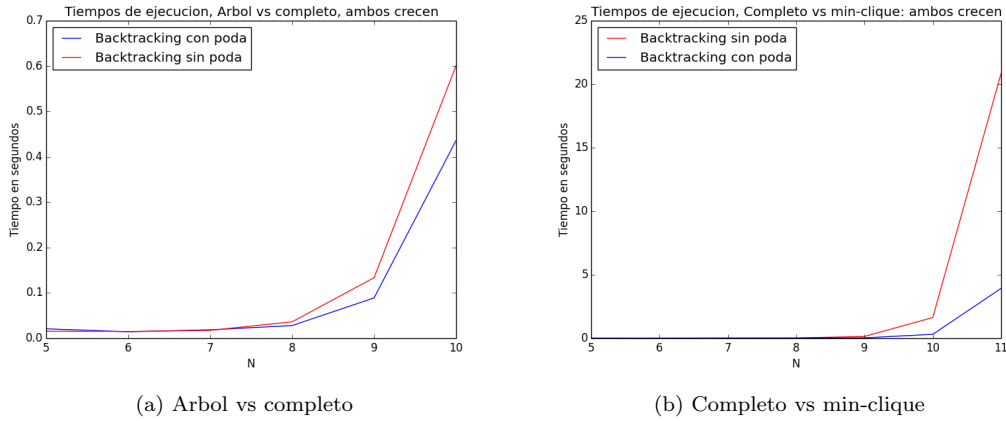 Tiempos de ejecucion, Arbol vs completo, ambos crecen
0.7
0.6
0.5
0.4
0.3
0.2
0.1
0.0
Tiempo en segundos
Backtracking con poda
Backtracking sin poda
5 6 7 8 9 10
N
(a) Arbol vs completo
Tiempos de ejecucion, Completo vs min-clique: ambos crecen
25
20
15
10
5
0
Tiempo en segundos
Backtracking sin poda
Backtracking con poda
5 6 7 8 9 10 11
N
(b) Completo vs min-clique